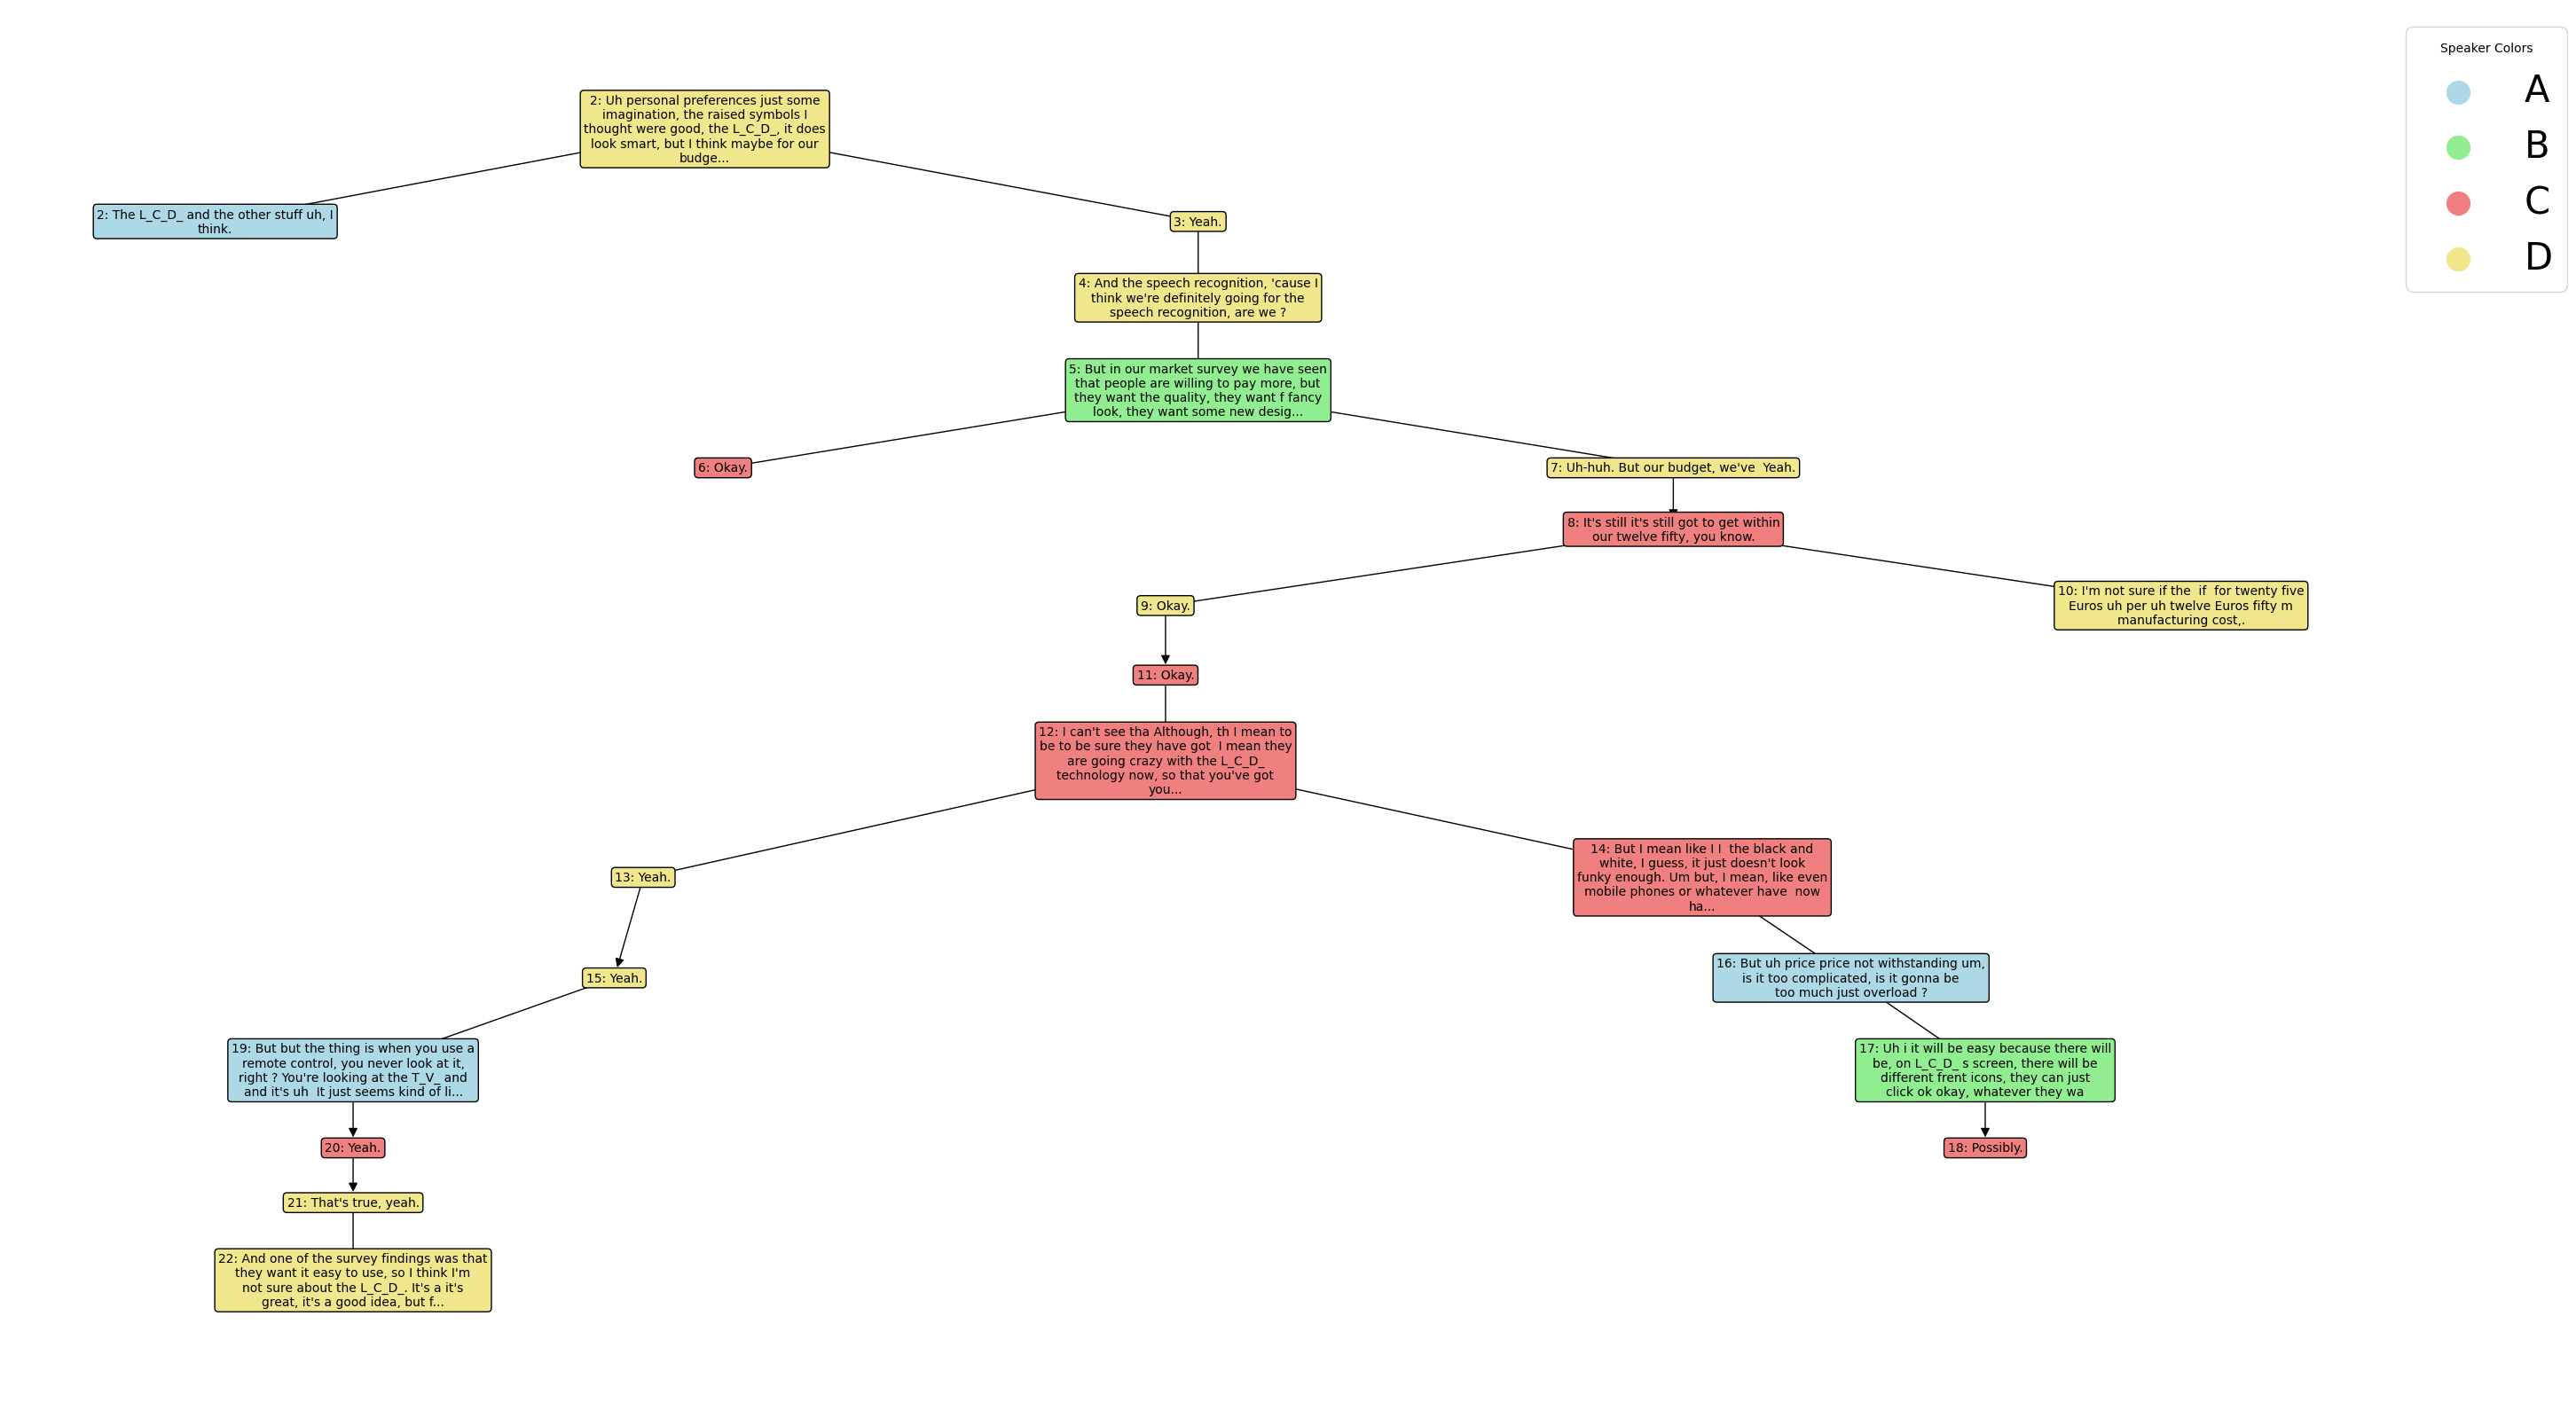 Speaker Colors
A
B
C
D
2: Uh personal preferences just some
imagination, the raised symbols I
thought were good, the L_C_D_, it does
look smart, but I think maybe for our
budge...
2: The L_C_D_ and the other stuff uh, I
think.
3: Yeah.
4: And the speech recognition, 'cause I
think we're definitely going for the
speech recognition, are we ?
5: But in our market survey we have seen
that people are willing to pay more, but
they want the quality, they want f fancy
look, they want some new desig...
6: Okay.
7: Uh-huh. But our budget, we've  Yeah.
8: It's still it's still got to get within
our twelve fifty, you know.
9: Okay.
10: I'm not sure if the  if  for twenty five
Euros uh per uh twelve Euros fifty m
manufacturing cost,.
11: Okay.
12: I can't see tha Although, th I mean to
be to be sure they have got  I mean they
are going crazy with the L_C_D_
technology now, so that you've got
you...
13: Yeah.
14: But I mean like I I  the black and
white, I guess, it just doesn't look
funky enough. Um but, I mean, like even
mobile phones or whatever have  now
ha...
15: Yeah.
16: But uh price price not withstanding um,
is it too complicated, is it gonna be
too much just overload ?
19: But but the thing is when you use a
remote control, you never look at it,
right ? You're looking at the T_V_ and
and it's uh  It just seems kind of li...
17: Uh i it will be easy because there will
be, on L_C_D_ s screen, there will be
different frent icons, they can just
click ok okay, whatever they wa
20: Yeah.
18: Possibly.
21: That's true, yeah.
22: And one of the survey findings was that
they want it easy to use, so I think I'm
not sure about the L_C_D_. It's a it's
great, it's a good idea, but f...